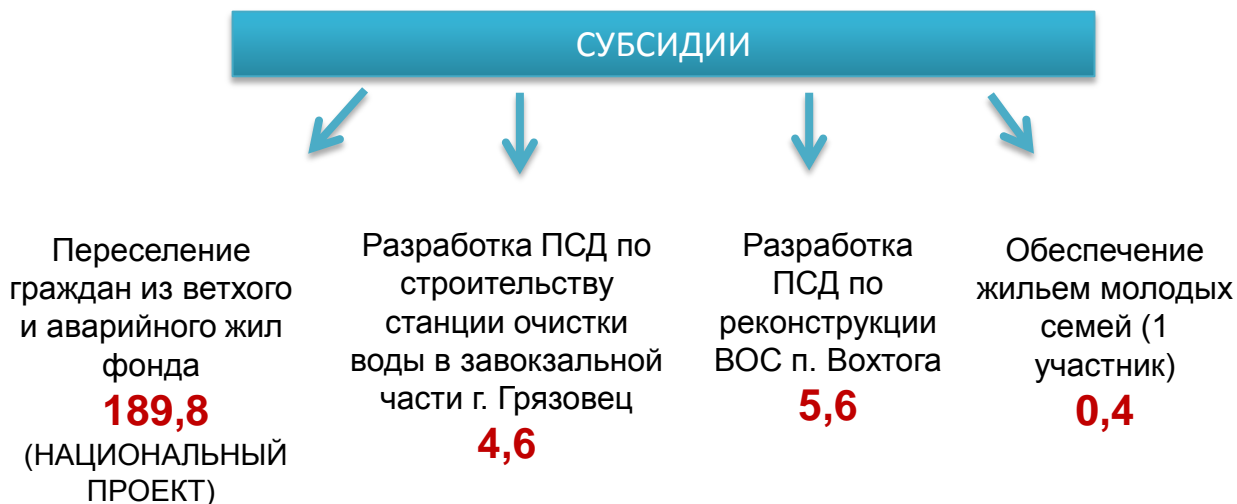 СУБСИДИИ
Переселение
граждан из ветхого
и аварийного жил
фонда
189,8
(НАЦИОНАЛЬНЫЙ
ПРОЕКТ)
Разработка ПСД по
строительству
станции очистки
воды в завокзальной
части г. Грязовец
4,6
Разработка
ПСД по
реконструкции
ВОС п. Вохтога
5,6
Обеспечение
жильем молодых
семей (1
участник)
0,4